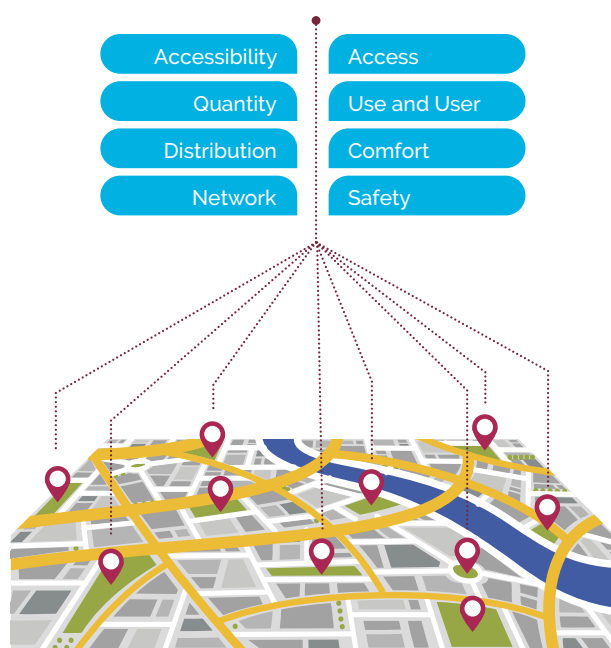 Accessibility
Access
Quantity
Use and User
Distribution
Comfort
Network
Safety